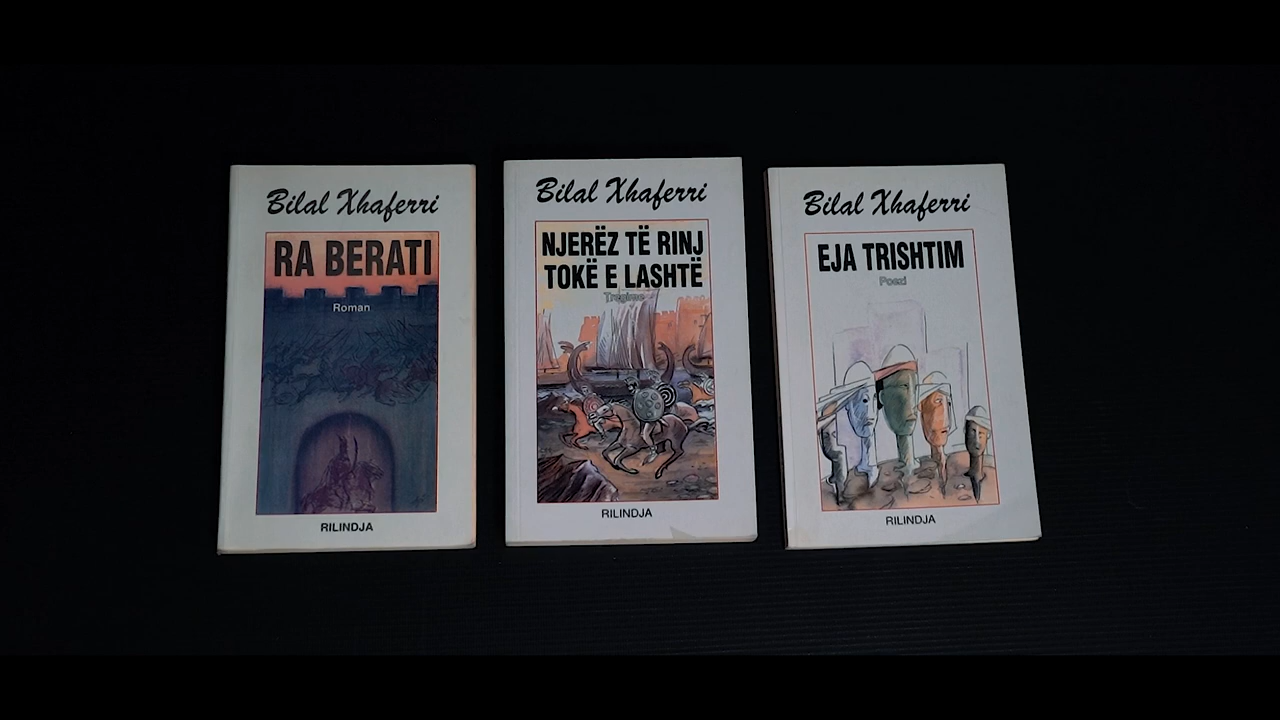 Bilal Xhaferri
RA BERATI
Roman
RILINDJA
Bilal Xhaferri
NJERËZ TË RINJ
TOKË E LASHTË
Tregime
RILINDJA
Bilal Xhaferri
EJA TRISHTIM
Poezi
RILINDJA